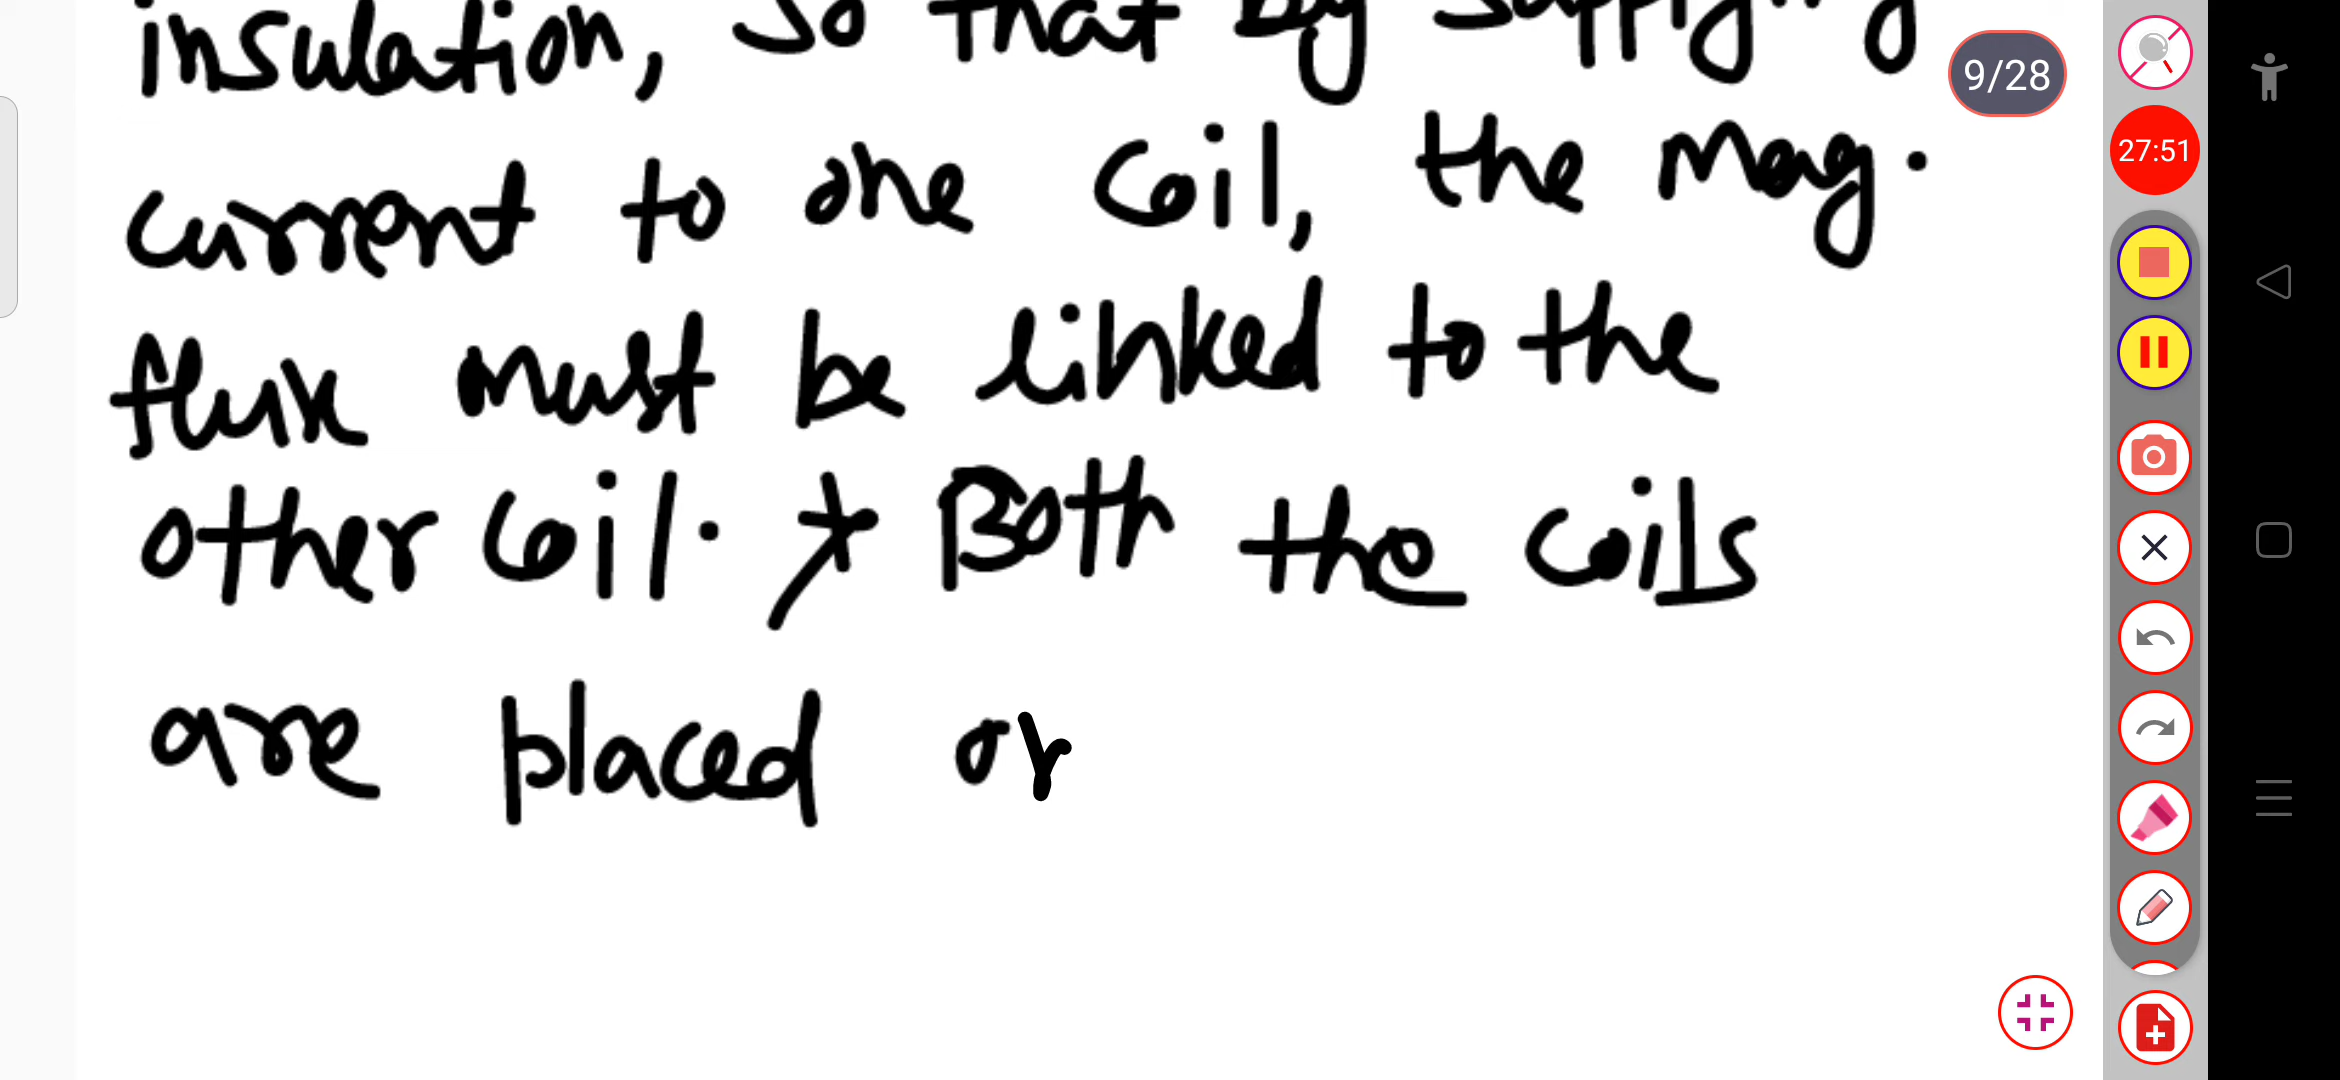 insulation, so that by supplying
9/28
current to one coil, the mag.
27:51
flux must be linked to the
other coil. * Both the coils
are placed or